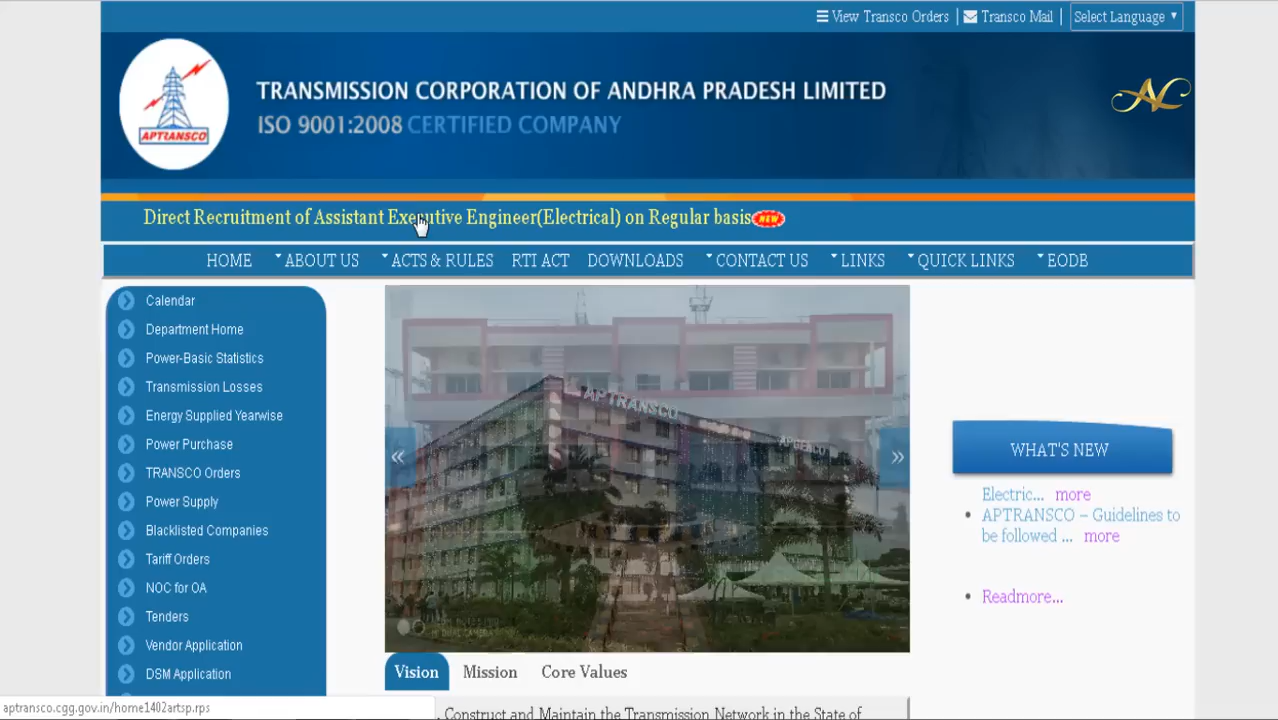 View Transco Orders
Transco Mail
Select Language
TRANSMISSION CORPORATION OF ANDHRA PRADESH LIMITED
ISO 9001:2008 CERTIFIED COMPANY
APTRANSCO
Direct Recruitment of Assistant Executive Engineer(Electrical) on Regular basis NEW
HOME ABOUT US ACTS & RULES RTI ACT DOWNLOADS CONTACT US LINKS QUICK LINKS EODB
Calendar
Department Home
Power-Basic Statistics
Transmission Losses
Energy Supplied Yearwise
Power Purchase
TRANSCO Orders
Power Supply
Blacklisted Companies
Tariff Orders
NOC for OA
Tenders
Vendor Application
DSM Application
APTRANSCO
APGENCO
WHAT'S NEW
Electric... more
APTRANSCO – Guidelines to
be followed ... more
Readmore...
Vision Mission Core Values
Construct and Maintain the Transmission Network in the State of
aptransco.cgg.gov.in/home1402artsp.rps